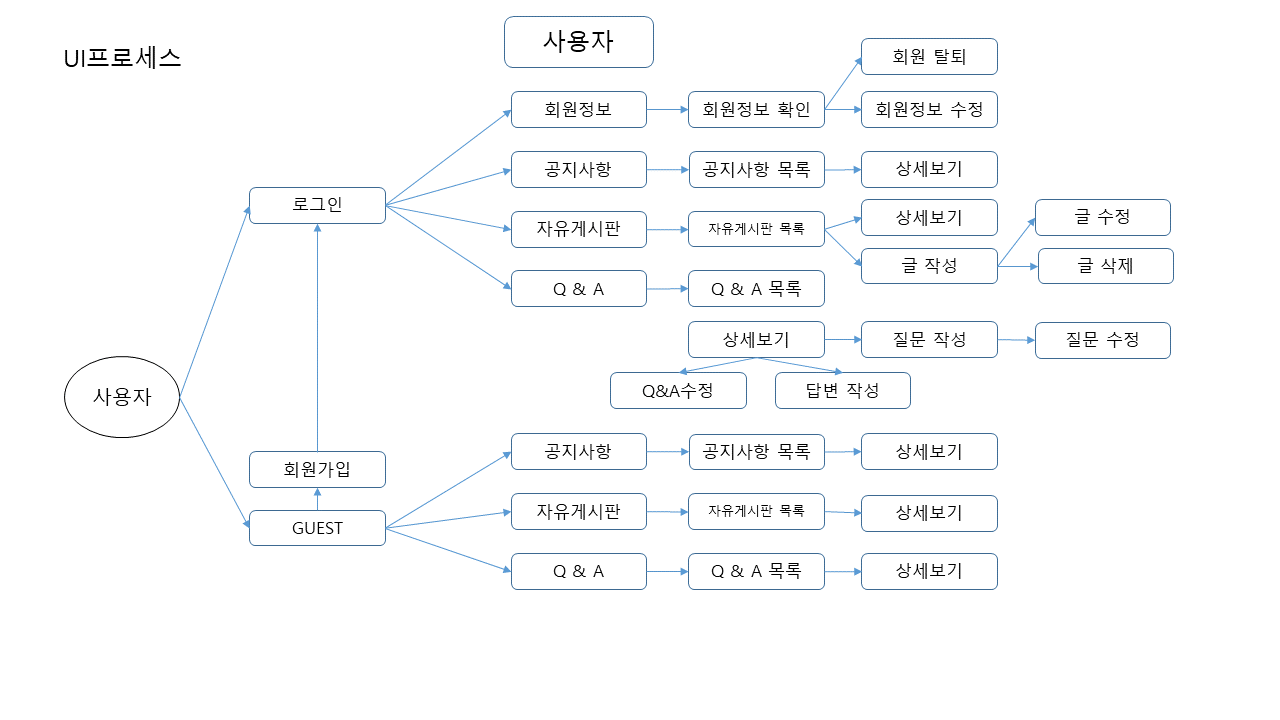 UI프로세스
사용자
회원 탈퇴
회원정보
회원정보 확인
회원정보 수정
공지사항
공지사항 목록
상세보기
로그인
자유게시판
자유게시판 목록
상세보기
글 수정
글 작성
글 삭제
Q & A
Q & A 목록
상세보기
질문 작성
질문 수정
Q&A수정
답변 작성
사용자
회원가입
GUEST
공지사항
공지사항 목록
상세보기
자유게시판
자유게시판 목록
상세보기
Q & A
Q & A 목록
상세보기